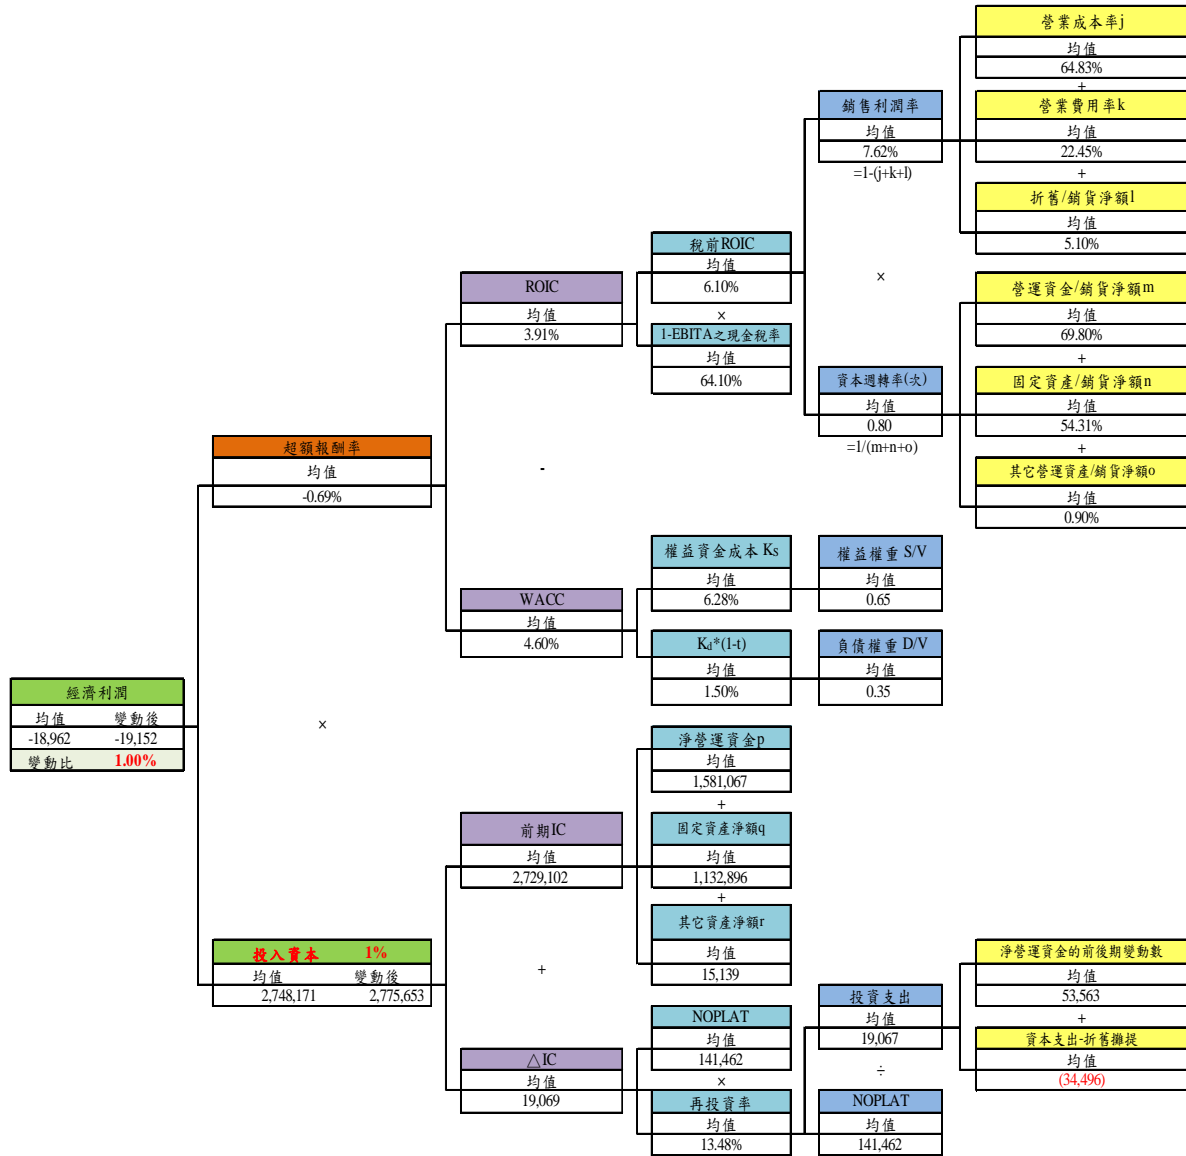 營業成本率j
均值
64.83%
+
銷售利潤率
均值
7.62%
=1-(j+k+l)
營業費用率k
均值
22.45%
+
折舊/銷貨淨額l
均值
5.10%
稅前ROIC
均值
6.10%
×
1-EBITA之現金稅率
均值
64.10%
×
ROIC
均值
3.91%
營運資金/銷貨淨額m
均值
69.80%
+
資本週轉率(次)
均值
0.80
=1/(m+n+o)
固定資產/銷貨淨額n
均值
54.31%
+
其它營運資產/銷貨淨額o
均值
0.90%
超額報酬率
均值
-0.69%
-
權益資金成本 Ks
均值
6.28%
權益權重 S/V
均值
0.65
WACC
均值
4.60%
Kd*(1-t)
均值
1.50%
負債權重 D/V
均值
0.35
經濟利潤
均值 變動後
-18,962 -19,152
變動比 1.00%
×
淨營運資金p
均值
1,581,067
+
前期IC
均值
2,729,102
固定資產淨額q
均值
1,132,896
+
其它資產淨額r
均值
15,139
投入資本 1%
均值 變動後
2,748,171 2,775,653
+
淨營運資金的前後期變動數
均值
53,563
+
投資支出
均值
19,067
÷
資本支出-折舊攤提
均值
(34,496)
NOPLAT
均值
141,462
×
△IC
均值
19,069
再投資率
均值
13.48%
NOPLAT
均值
141,462